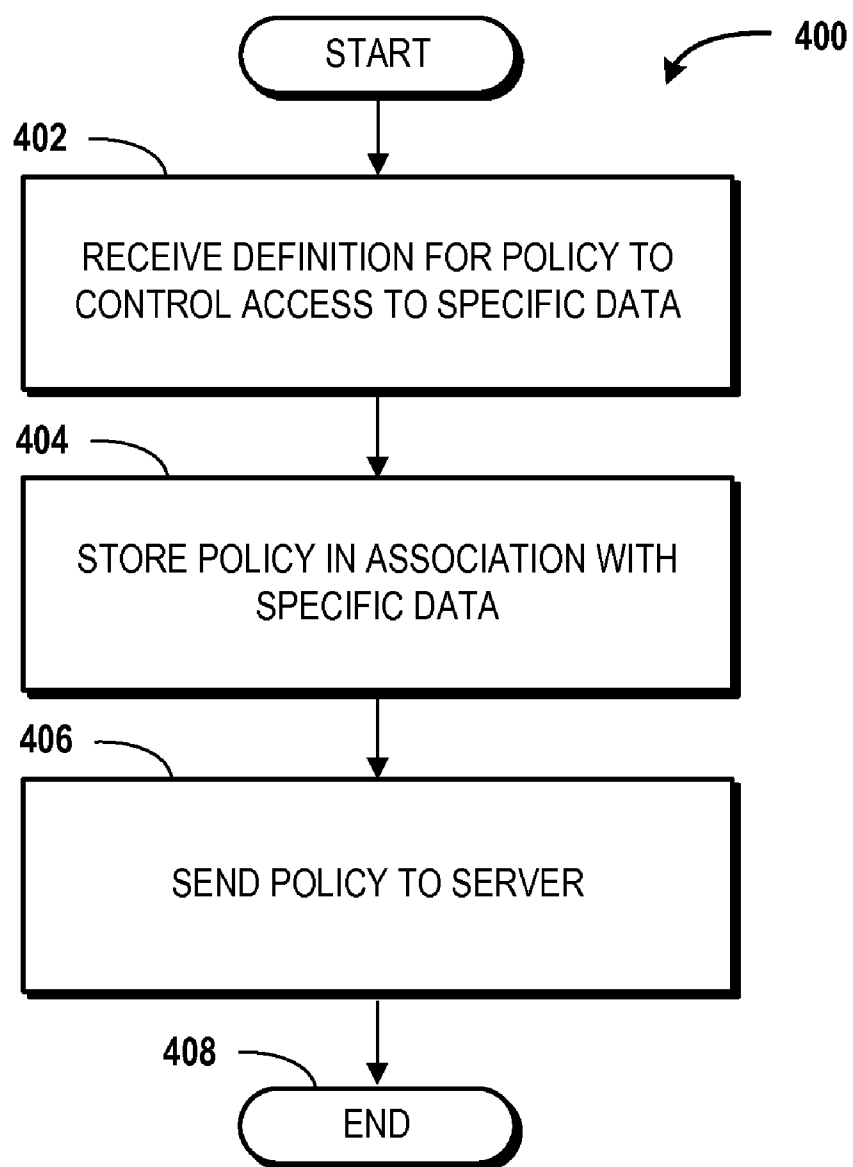 START
400
402
RECEIVE DEFINITION FOR POLICY TO
CONTROL ACCESS TO SPECIFIC DATA
404
STORE POLICY IN ASSOCIATION WITH
SPECIFIC DATA
406
SEND POLICY TO SERVER
408
END